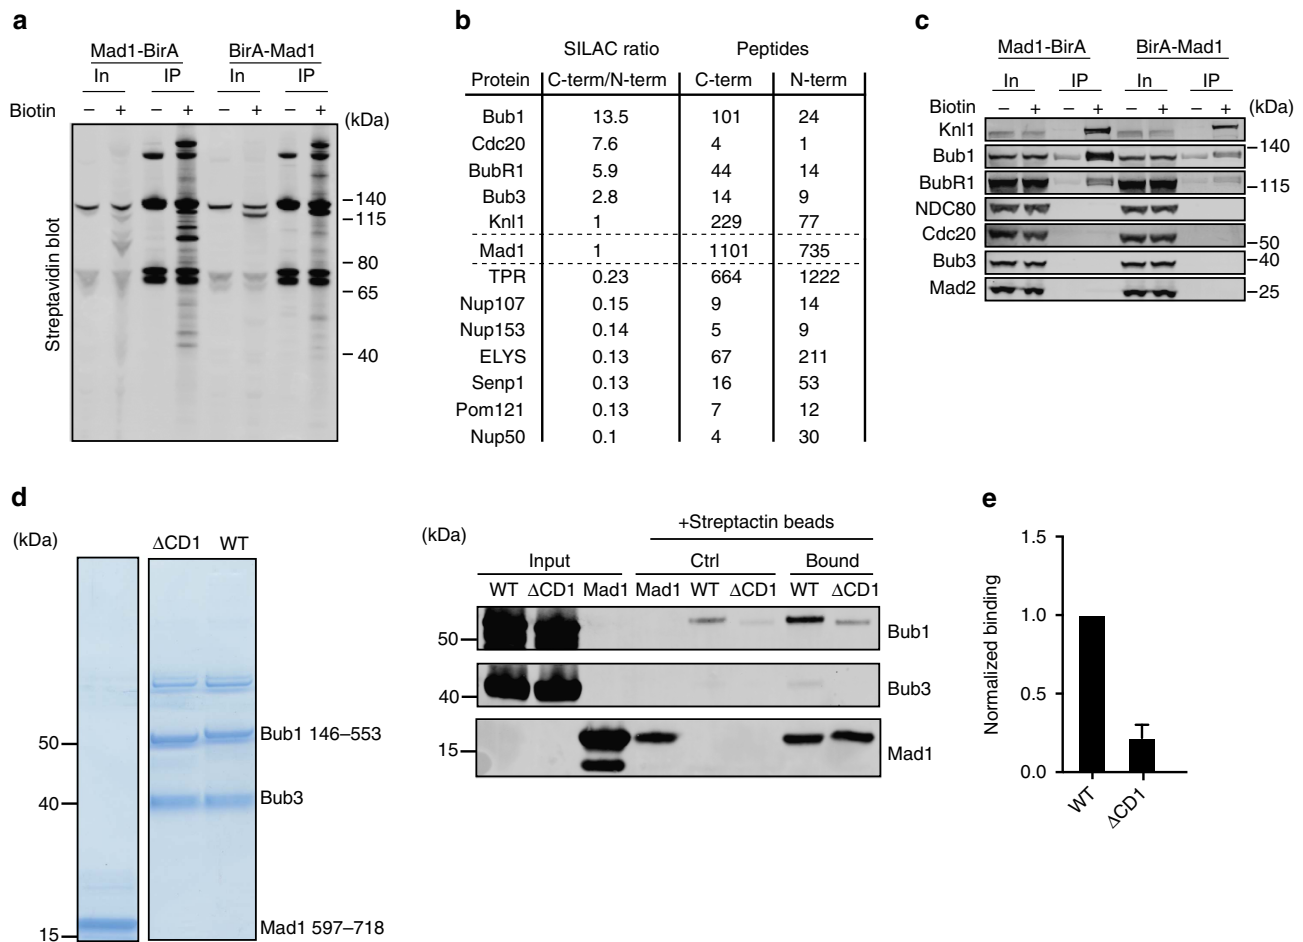 a
Mad1-BirA BirA-Mad1
In IP In IP
Biotin – + – + – + – +
(kDa)
Streptavidin blot
140
115
80
65
40
b
SILAC ratio Peptides
Protein C-term/N-term C-term N-term
Bub1 13.5 101 24
Cdc20 7.6 4 1
BubR1 5.9 44 14
Bub3 2.8 14 9
Knl1 1 229 77
Mad1 1 1101 735
TPR 0.23 664 1222
Nup107 0.15 9 14
Nup153 0.14 5 9
ELYS 0.13 67 211
Senp1 0.13 16 53
Pom121 0.13 7 12
Nup50 0.1 4 30
c
Mad1-BirA BirA-Mad1
In IP In IP
Biotin – + – + – + – + (kDa)
Knl1
140
Bub1
BubR1
115
NDC80
Cdc20
50
Bub3
40
Mad2
25
d
(kDa)
ΔCD1 WT
50
Bub1 146–553
40
Bub3
15
Mad1 597–718
(kDa)
+Streptactin beads
Input Ctrl Bound
WT ΔCD1 Mad1 Mad1 WT ΔCD1 WT ΔCD1
50
Bub1
40
Bub3
15
Mad1
e
Normalized binding
1.5
1.0
0.5
0.0
WT
ΔCD1